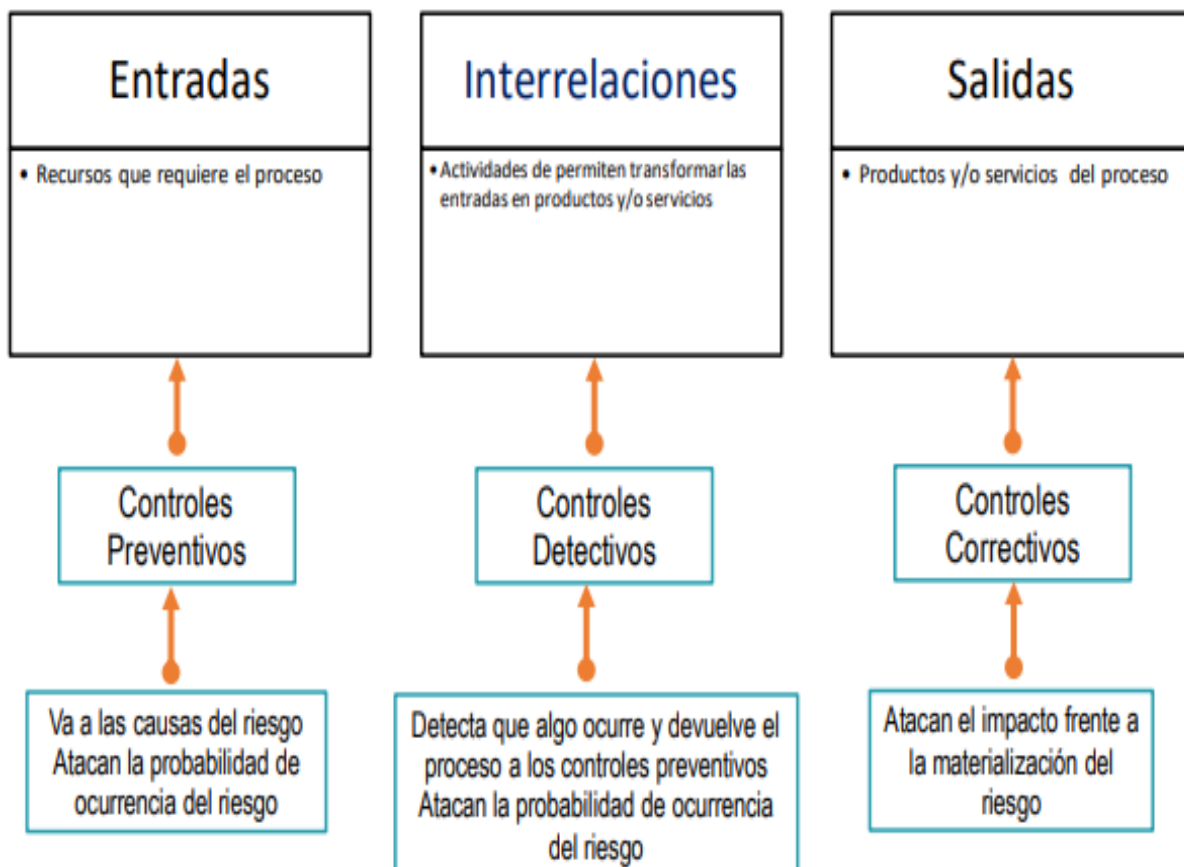 Entradas
• Recursos que requiere el proceso
Controles
Preventivos
Va a las causas del riesgo
Atacan la probabilidad de
ocurrencia del riesgo
Interrelaciones
• Actividades de permiten transformar las
entradas en productos y/o servicios
Controles
Detectivos
Detecta que algo ocurre y devuelve el
proceso a los controles preventivos
Atacan la probabilidad de ocurrencia
del riesgo
Salidas
• Productos y/o servicios del proceso
Controles
Correctivos
Atacan el impacto frente a
la materialización del
riesgo